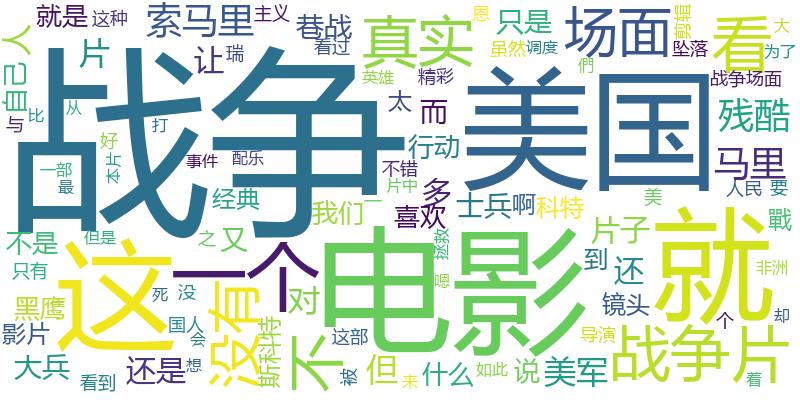 就是
这种
索马里
主义
巷战
看过
恩
真实
只是
虽然
调度
场面
剪辑
坠落
看
大
为了
片
让
瑞
自己
人
与
比
从
战争
美国
英雄
精彩
太
而
們
战争场面
残酷
行动
马里
好
打
本片
一部
最
事件
配乐
不错
片中
一
多
喜欢
士兵
啊
科特
美
人民
要
经典
我们
不是
但是
之
又
拯救
片子
到
还
戰
非洲
只有
这
一个
电影
就
黑鹰
死
没
没有
对
国
镜头
个
却
影片
国人
会
斯科特
不
这部
导演
战争片
大兵
看到
还是
想
被
但
来
什么
如此
说
美军
着